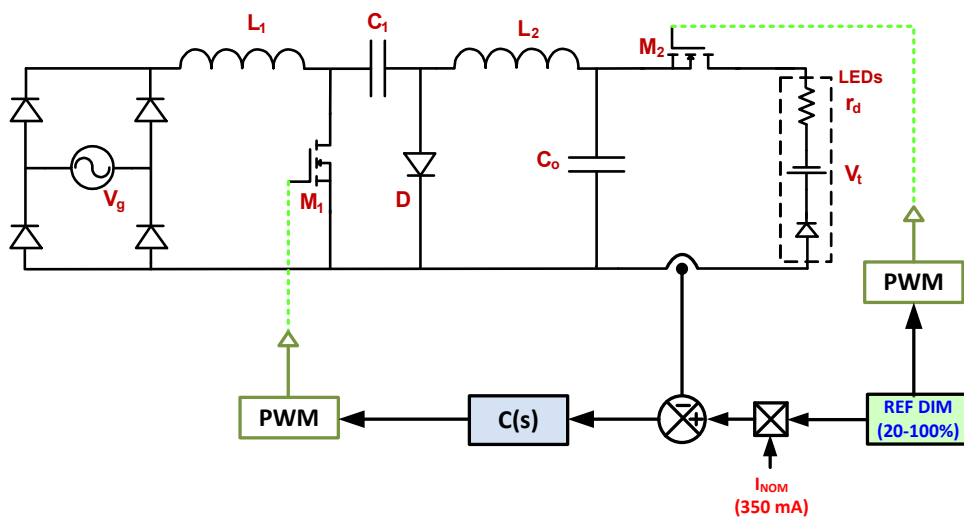 L1
C1
L2
M2
LEDs
rd
Vg
M1
D
Co
Vt
PWM
PWM
C(s)
−
+
REF DIM
(20-100%)
INOM
(350 mA)